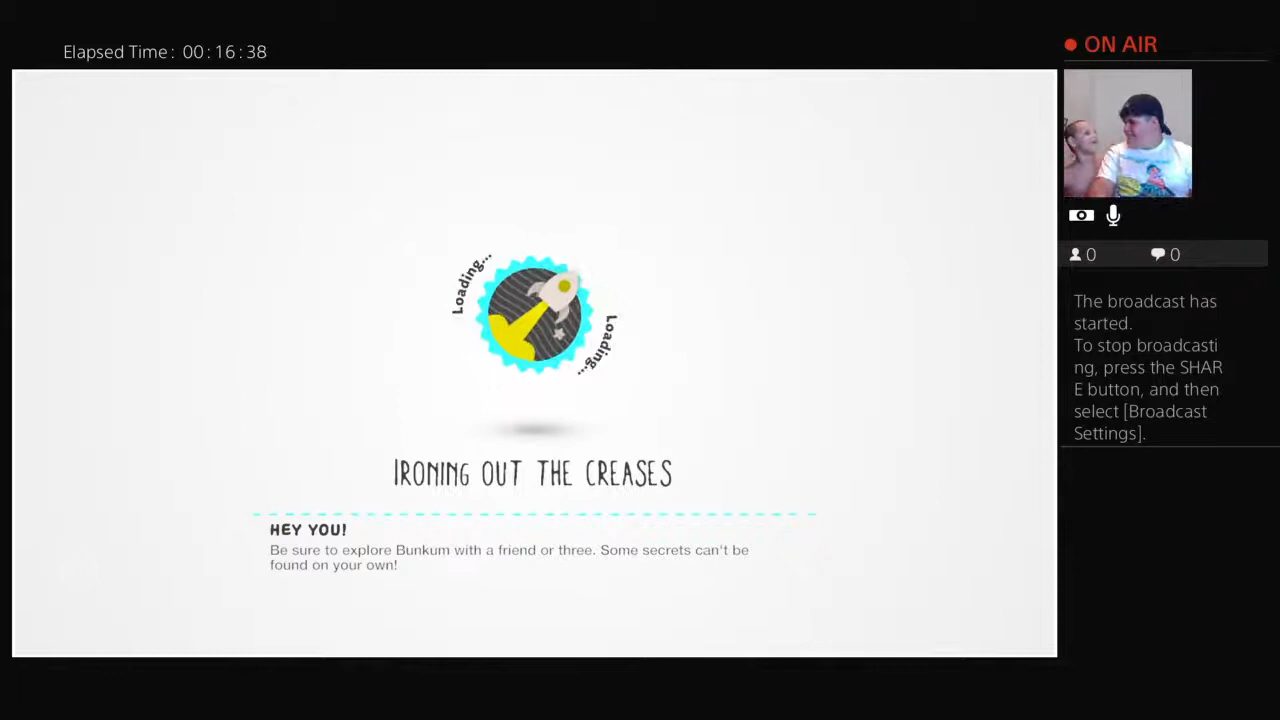 Elapsed Time: 00:16:38
ON AIR
0 0
Loading...
Loading...
The broadcast has
started.
To stop broadcasti
ng, press the SHAR
E button, and then
select [Broadcast
Settings].
IRONING OUT THE CREASES
HEY YOU!
Be sure to explore Bunkum with a friend or three. Some secrets can't be
found on your own!